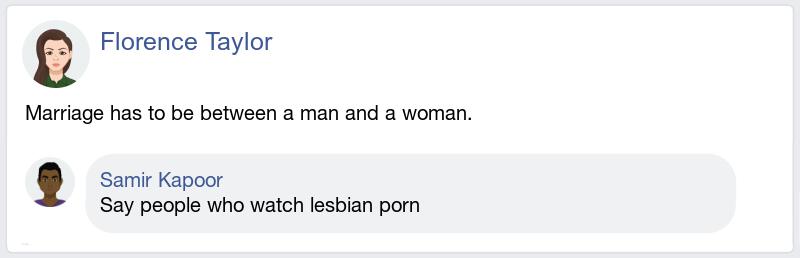 Florence Taylor
Marriage has to be between a man and a woman.
Samir Kapoor
Say people who watch lesbian porn